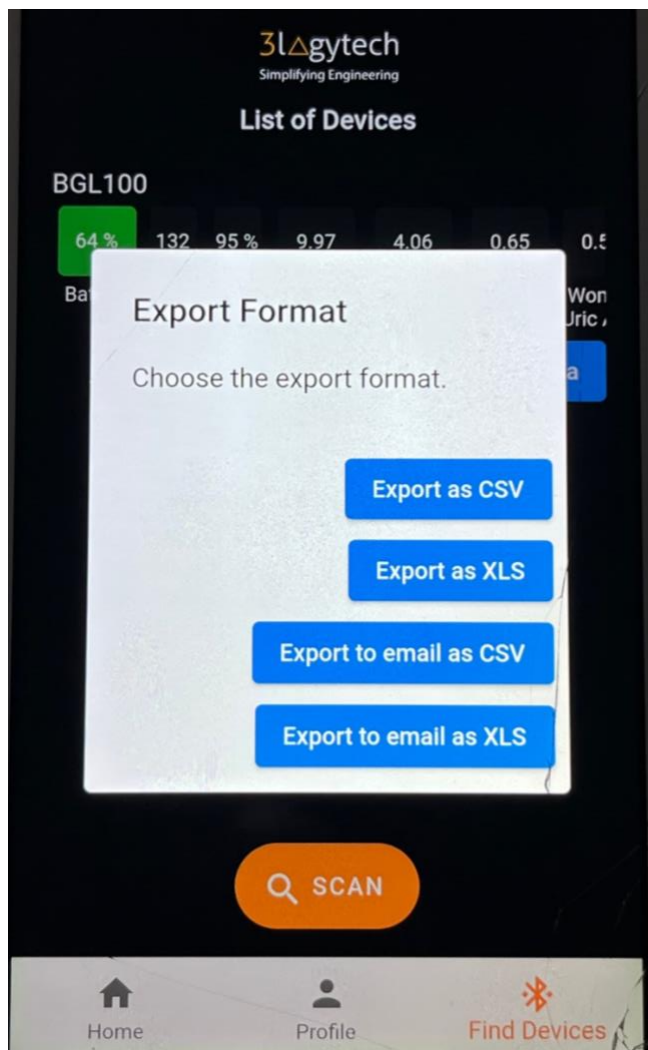 3l△gytech
Simplifying Engineering
List of Devices
BGL100
64 % 132 95 % 9.97 4.06 0.65
Export Format
Choose the export format.
Export as CSV
Export as XLS
Export to email as CSV
Export to email as XLS
SCAN
Home Profile Find Devices